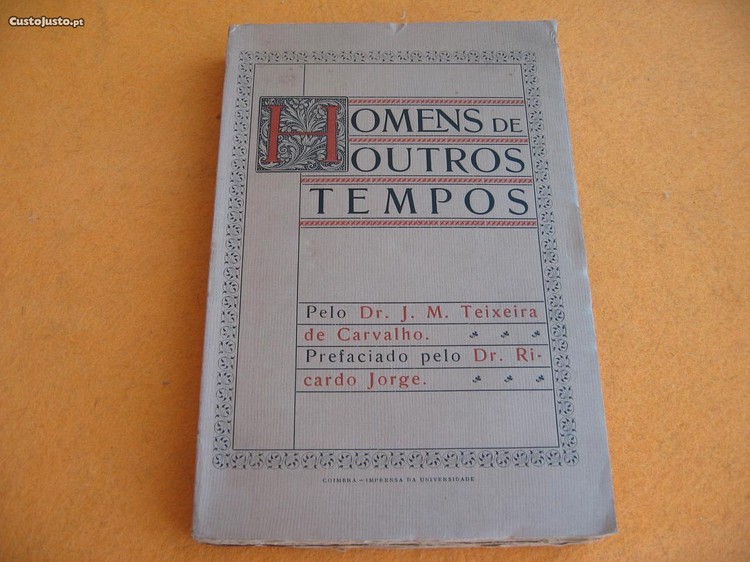 CustoJusto.pt
HOMENS DE
OUTROS
TEMPOS
Pelo Dr. J. M. Teixeira
de Carvalho.
Prefaciado pelo Dr. Ri-
cardo Jorge.
COIMBRA — IMPRENSA DA UNIVERSIDADE